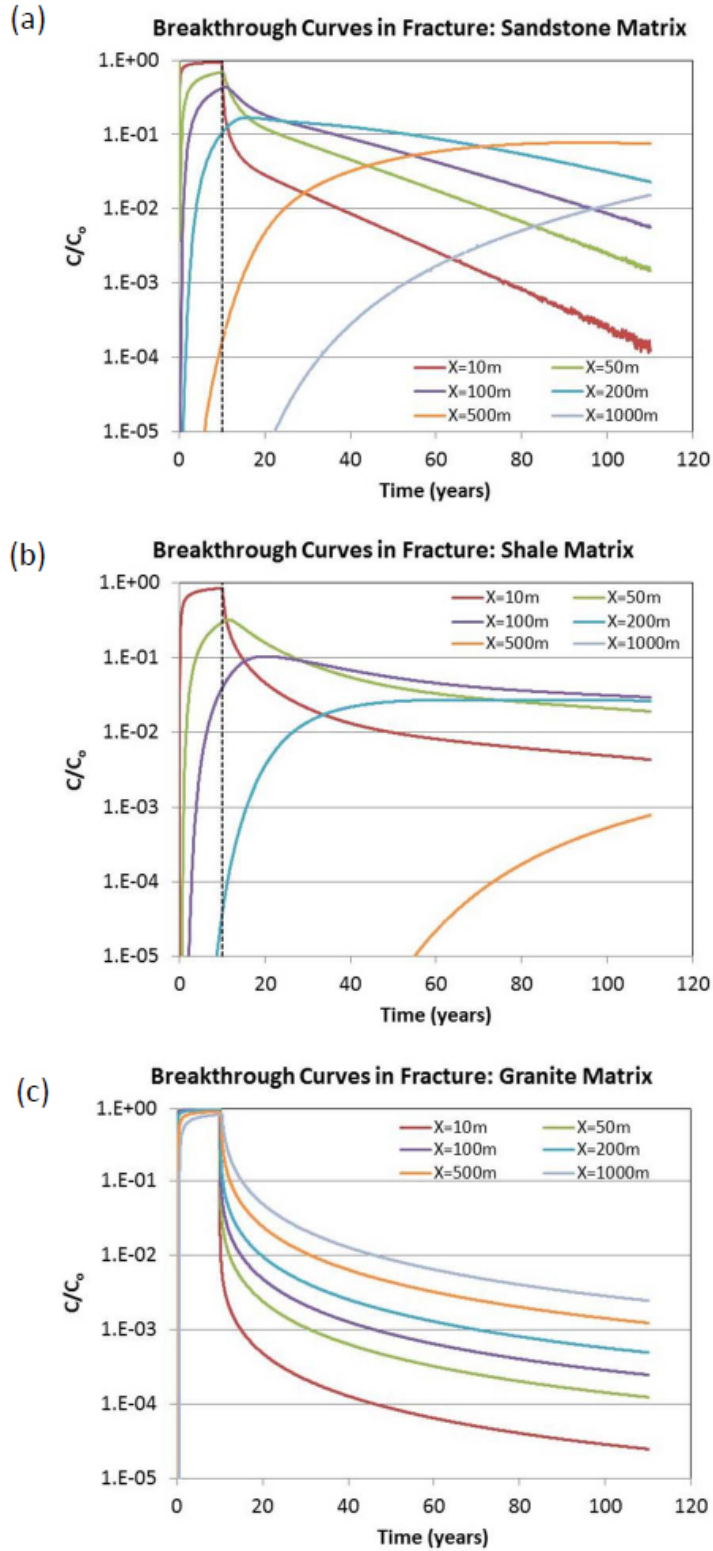 (a)
Breakthrough Curves in Fracture: Sandstone Matrix
1.E+00
1.E-01
1.E-02
1.E-03
1.E-04
1.E-05
C/Co
X=10m X=50m
X=100m X=200m
X=500m X=1000m
0 20 40 60 80 100 120
Time (years)
(b)
Breakthrough Curves in Fracture: Shale Matrix
1.E+00
1.E-01
1.E-02
1.E-03
1.E-04
1.E-05
C/Co
X=10m X=50m
X=100m X=200m
X=500m X=1000m
0 20 40 60 80 100 120
Time (years)
(c)
Breakthrough Curves in Fracture: Granite Matrix
1.E+00
1.E-01
1.E-02
1.E-03
1.E-04
1.E-05
C/Co
X=10m X=50m
X=100m X=200m
X=500m X=1000m
0 20 40 60 80 100 120
Time (years)